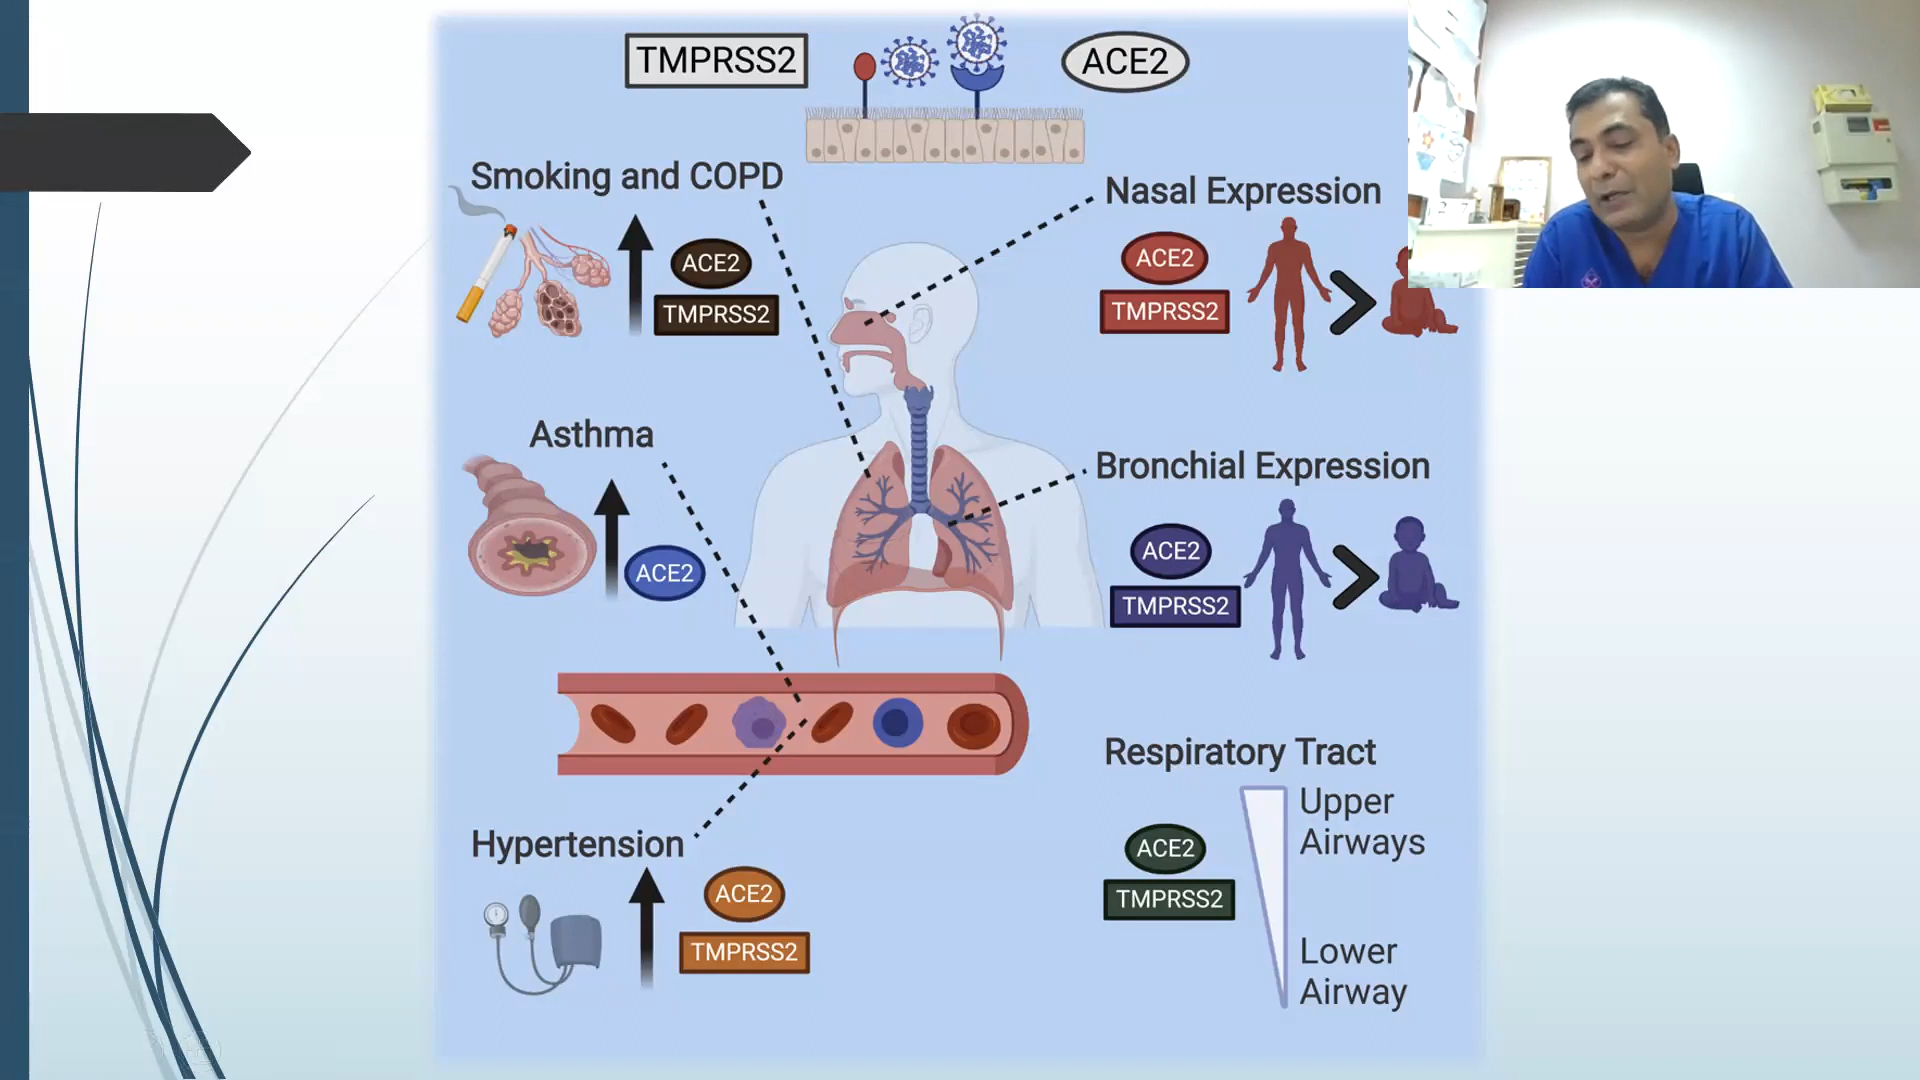 TMPRSS2
ACE2
Smoking and COPD
ACE2
TMPRSS2
Nasal Expression
ACE2
TMPRSS2
Asthma
ACE2
Bronchial Expression
ACE2
TMPRSS2
Hypertension
ACE2
TMPRSS2
Respiratory Tract
ACE2
TMPRSS2
Upper
Airways
Lower
Airway